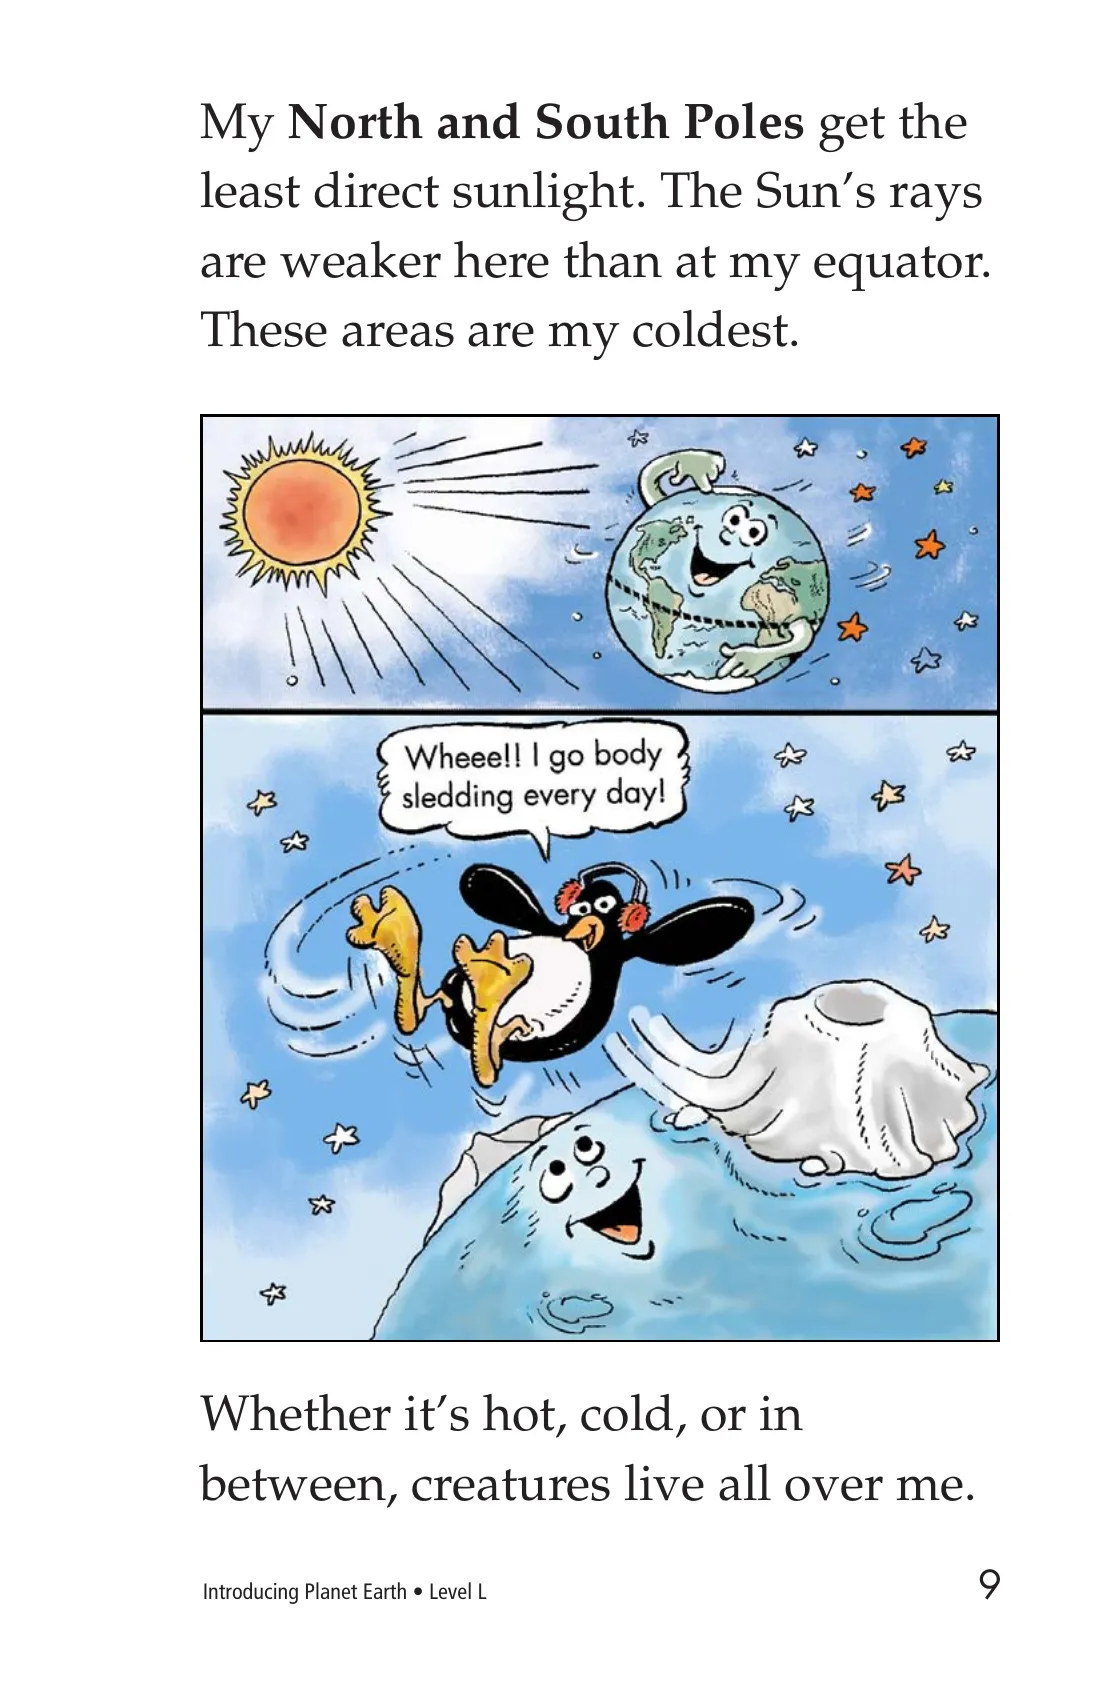 My North and South Poles get the
least direct sunlight. The Sun’s rays
are weaker here than at my equator.
These areas are my coldest.
Wheee!! I go body
sledding every day!
Whether it’s hot, cold, or in
between, creatures live all over me.
Introducing Planet Earth • Level L
9